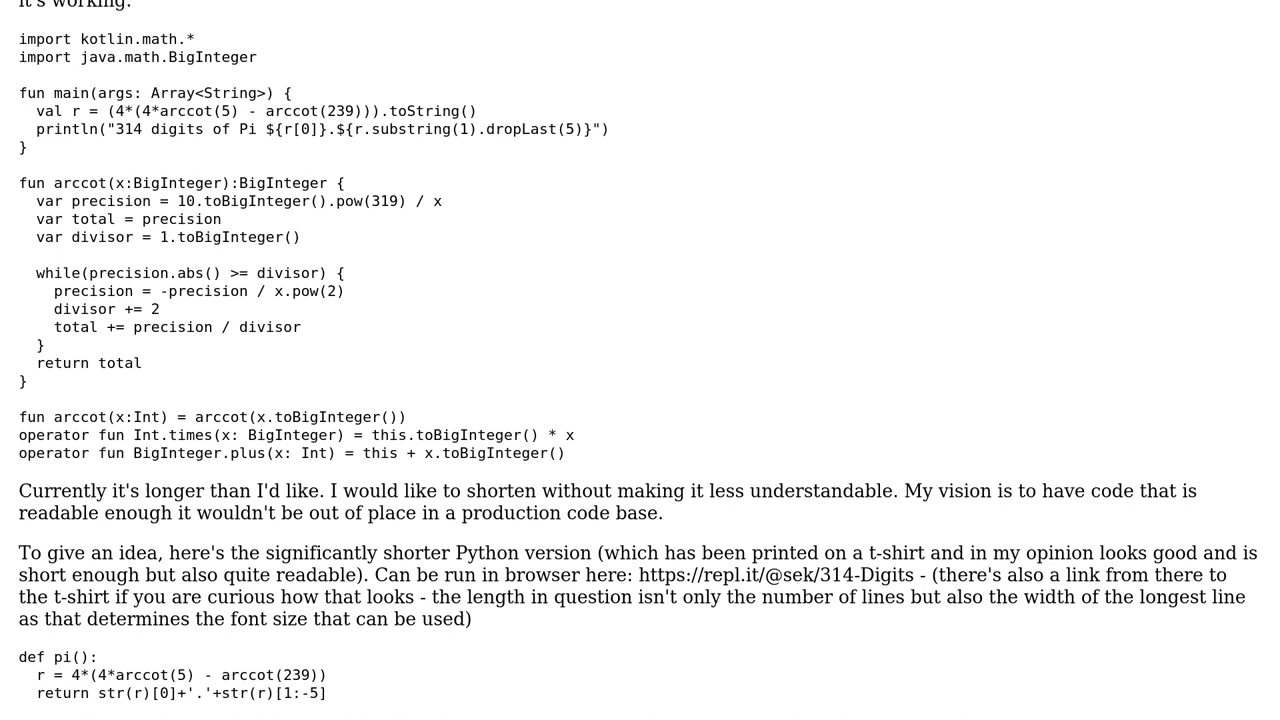 it's working.
import kotlin.math.*
import java.math.BigInteger
fun main(args: Array<String>) {
  val r = (4*(4*arccot(5) - arccot(239))).toString()
  println("314 digits of Pi ${r[0]}.${r.substring(1).dropLast(5)}")
}
fun arccot(x:BigInteger):BigInteger {
  var precision = 10.toBigInteger().pow(319) / x
  var total = precision
  var divisor = 1.toBigInteger()
  while(precision.abs() >= divisor) {
    precision = -precision / x.pow(2)
    divisor += 2
    total += precision / divisor
  }
  return total
}
fun arccot(x:Int) = arccot(x.toBigInteger())
operator fun Int.times(x: BigInteger) = this.toBigInteger() * x
operator fun BigInteger.plus(x: Int) = this + x.toBigInteger()
Currently it's longer than I'd like. I would like to shorten without making it less understandable. My vision is to have code that is
readable enough it wouldn't be out of place in a production code base.
To give an idea, here's the significantly shorter Python version (which has been printed on a t-shirt and in my opinion looks good and is
short enough but also quite readable). Can be run in browser here: https://repl.it/@sek/314-Digits - (there's also a link from there to
the t-shirt if you are curious how that looks - the length in question isn't only the number of lines but also the width of the longest line
as that determines the font size that can be used)
def pi():
  r = 4*(4*arccot(5) - arccot(239))
  return str(r)[0]+'.'+str(r)[1:-5]